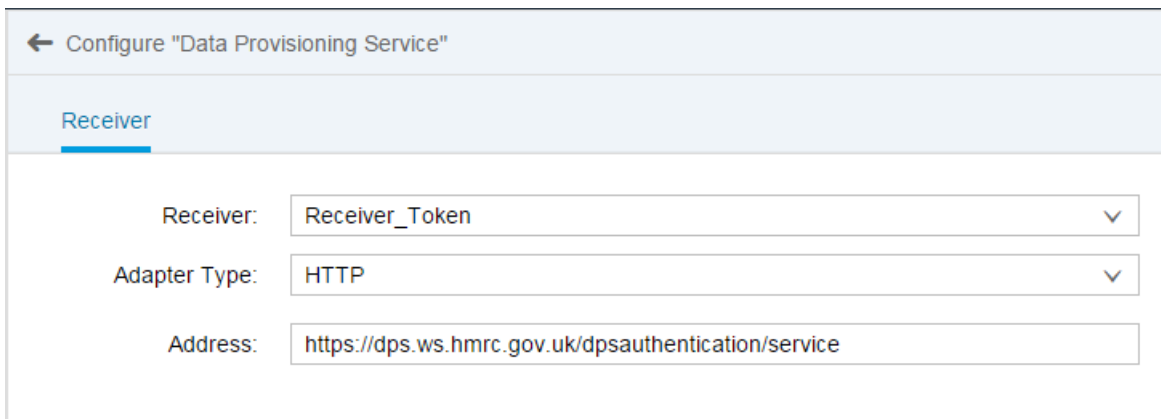 Configure "Data Provisioning Service"
Receiver
Receiver: Receiver_Token
Adapter Type: HTTP
Address: https://dps.ws.hmrc.gov.uk/dpsauthentication/service